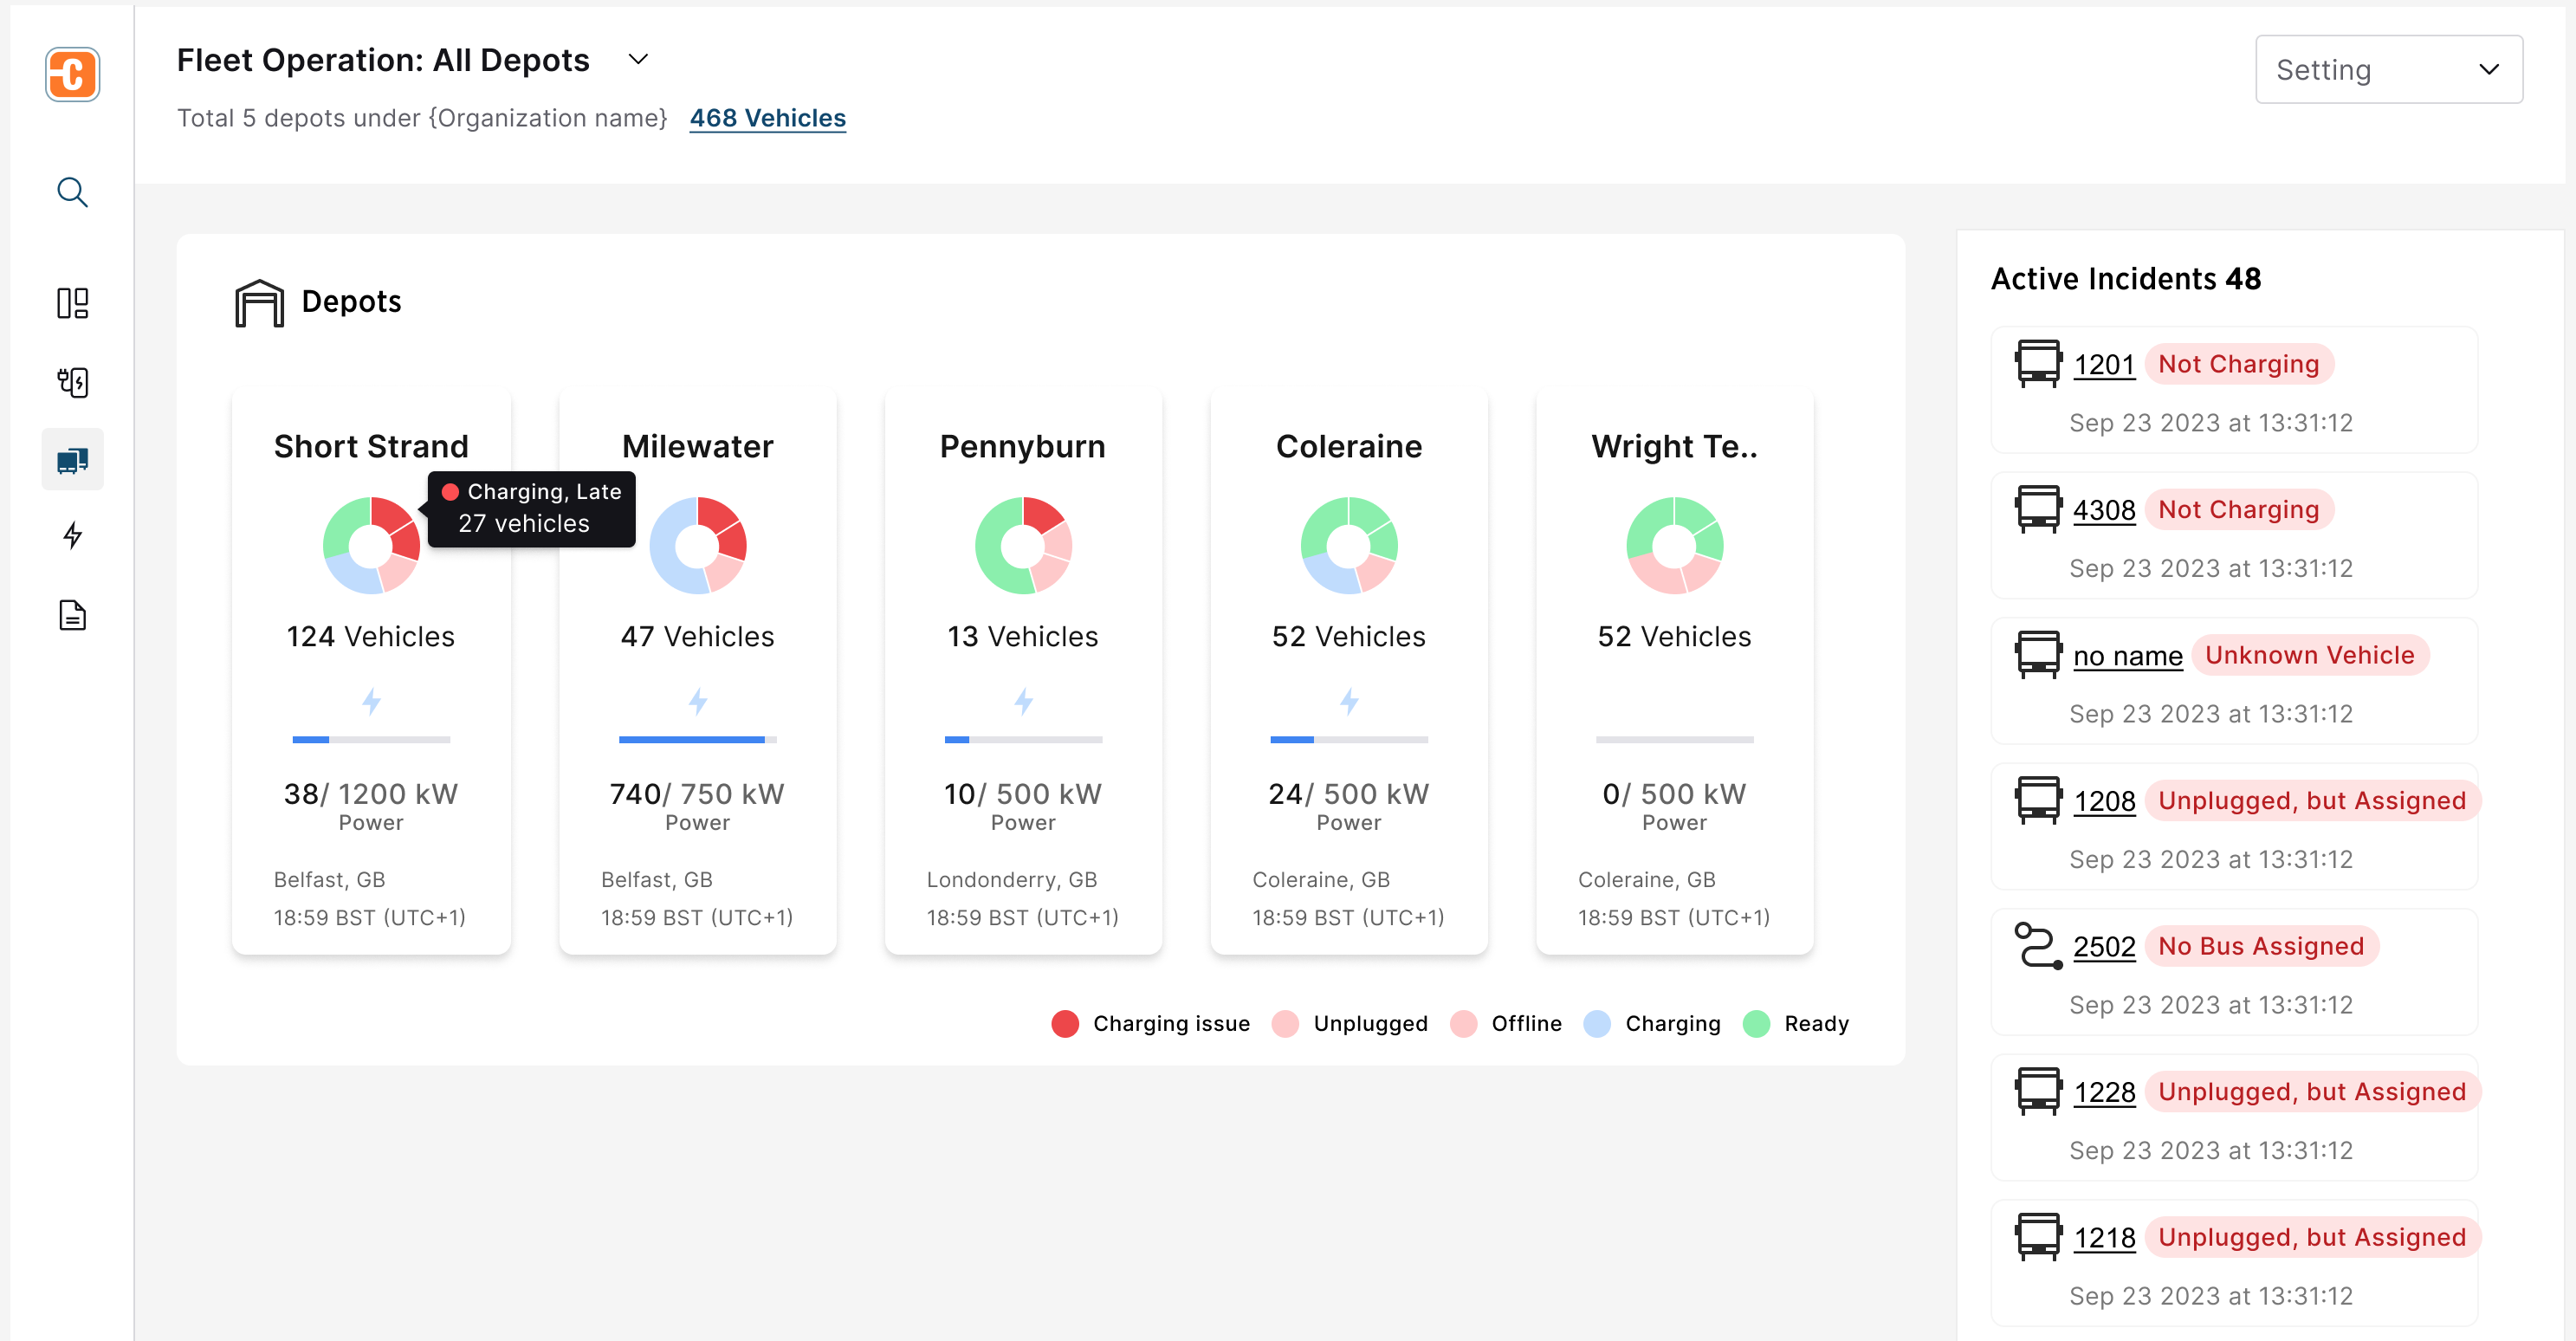 Fleet Operation: All Depots
Setting
Total 5 depots under {Organization name} 468 Vehicles
Depots
Short Strand
Charging, Late
27 vehicles
124 Vehicles
38/ 1200 kW
Power
Belfast, GB
18:59 BST (UTC+1)
Milewater
47 Vehicles
740/ 750 kW
Power
Belfast, GB
18:59 BST (UTC+1)
Pennyburn
13 Vehicles
10/ 500 kW
Power
Londonderry, GB
18:59 BST (UTC+1)
Coleraine
52 Vehicles
24/ 500 kW
Power
Coleraine, GB
18:59 BST (UTC+1)
Wright Te..
52 Vehicles
0/ 500 kW
Power
Coleraine, GB
18:59 BST (UTC+1)
Charging issue Unplugged Offline Charging Ready
Active Incidents 48
1201 Not Charging
Sep 23 2023 at 13:31:12
4308 Not Charging
Sep 23 2023 at 13:31:12
no name Unknown Vehicle
Sep 23 2023 at 13:31:12
1208 Unplugged, but Assigned
Sep 23 2023 at 13:31:12
2502 No Bus Assigned
Sep 23 2023 at 13:31:12
1228 Unplugged, but Assigned
Sep 23 2023 at 13:31:12
1218 Unplugged, but Assigned
Sep 23 2023 at 13:31:12